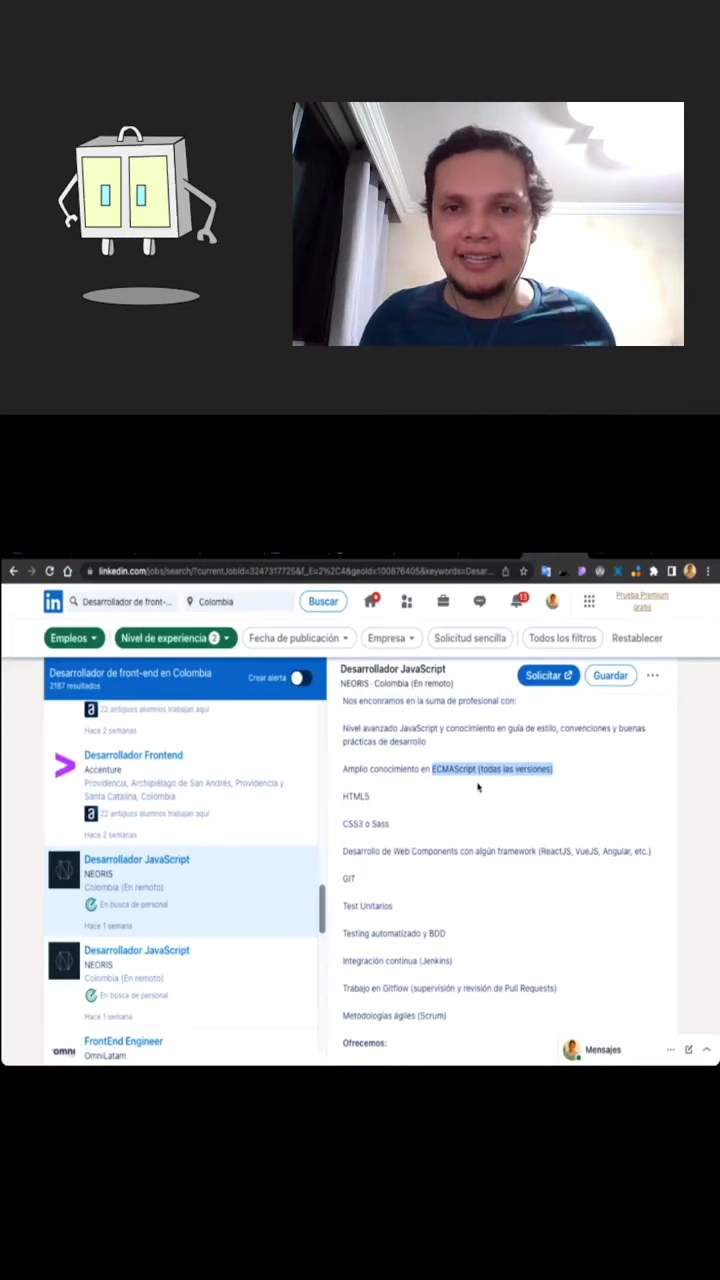 linkedin.com/jobs/search/?currentJobId=3247317725&f_E=2%2C4&geoId=100876405&keywords=Desar...
in
Desarrollador de front-...
Colombia
Buscar
13
Prueba Premium
gratis
Empleos
Nivel de experiencia 2
Fecha de publicación
Empresa
Solicitud sencilla
Todos los filtros
Restablecer
Desarrollador de front-end en Colombia
2187 resultados
Crear alerta
22 antiguos alumnos trabajan aquí
Hace 2 semanas
Desarrollador Frontend
Accenture
Providencia, Archipiélago de San Andrés, Providencia y
Santa Catalina, Colombia
22 antiguos alumnos trabajan aquí
Hace 2 semanas
Desarrollador JavaScript
NEORIS
Colombia (En remoto)
En busca de personal
Hace 1 semana
Desarrollador JavaScript
NEORIS
Colombia (En remoto)
En busca de personal
Hace 1 semana
omni
FrontEnd Engineer
OmniLatam
Desarrollador JavaScript
NEORIS · Colombia (En remoto)
Solicitar
Guardar
...
Nos enconramos en la suma de profesional con:
Nivel avanzado JavaScript y conocimiento en guía de estilo, convenciones y buenas
prácticas de desarrollo
Amplio conocimiento en ECMAScript (todas las versiones)
HTML5
CSS3 o Sass
Desarrollo de Web Components con algún framework (ReactJS, VueJS, Angular, etc.)
GIT
Test Unitarios
Testing automatizado y BDD
Integración continua (Jenkins)
Trabajo en Gitflow (supervisión y revisión de Pull Requests)
Metodologías ágiles (Scrum)
Ofrecemos:
Mensajes